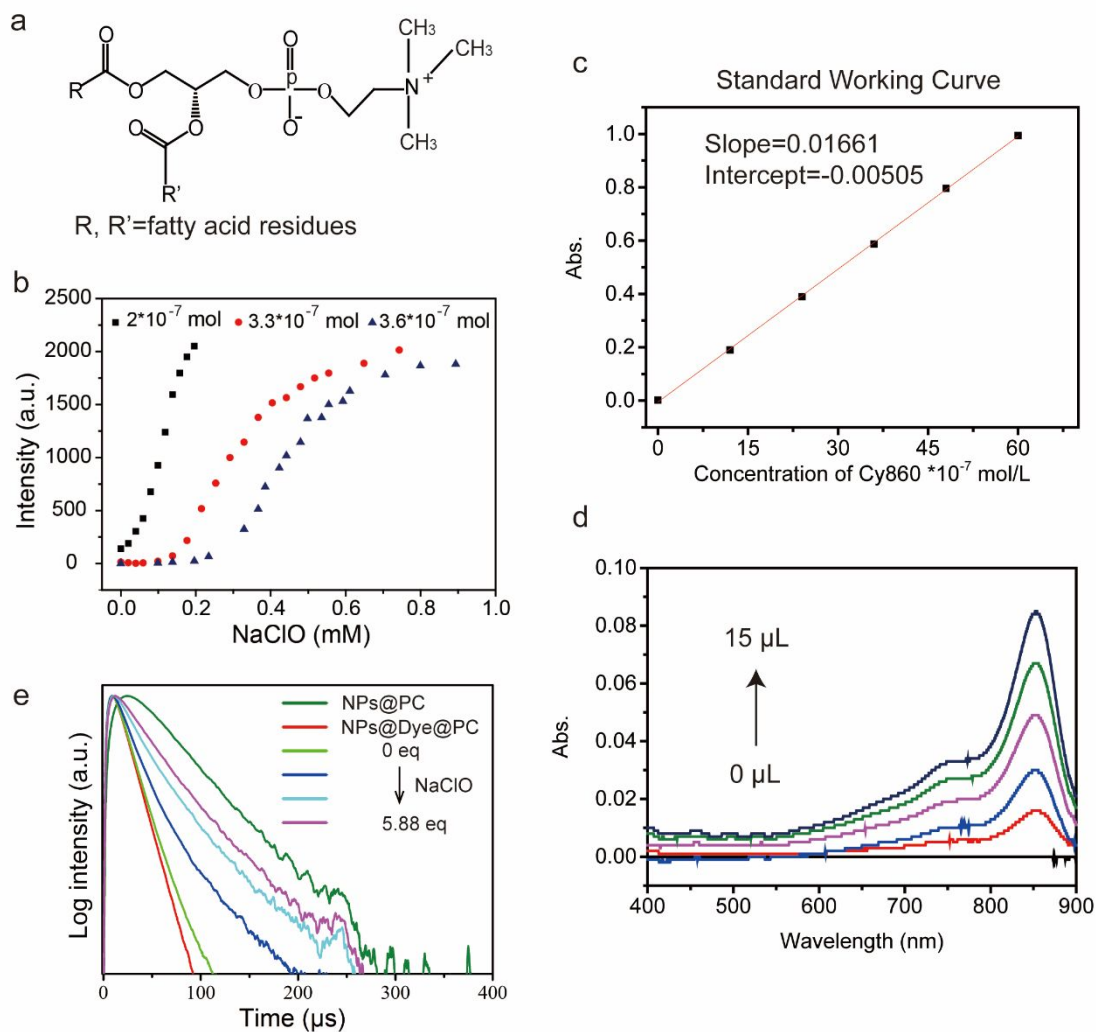 a
O
CH₃
O
p
CH₃
R
O
O
O
O
N
+
O
O
-
CH₃
R'
R, R'=fatty acid residues
b
2500
2000
1500
1000
500
0
Intensity (a.u.)
2*10⁻⁷ mol
3.3*10⁻⁷ mol
3.6*10⁻⁷ mol
0.0 0.2 0.4 0.6 0.8 1.0
NaClO (mM)
c
Standard Working Curve
Slope=0.01661
Intercept=-0.00505
1.0
0.8
0.6
0.4
0.2
0.0
Abs.
0 15 30 45 60
Concentration of Cy860 *10⁻⁷ mol/L
d
0.10
0.08
0.06
0.04
0.02
0.00
Abs.
15 µL
0 µL
400 500 600 700 800 900
Wavelength (nm)
e
Log intensity (a.u.)
NPs@PC
NPs@Dye@PC
0 eq
NaClO
5.88 eq
0 100 200 300 400
Time (µs)